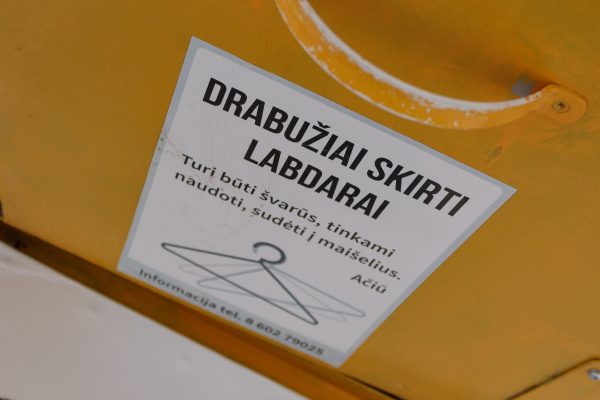 DRABUŽIAI SKIRTI
LABDARAI
Turi būti švarūs, tinkami
naudoti, sudėti į maišelius.
Ačiū
Informacija tel. 8 602 79025